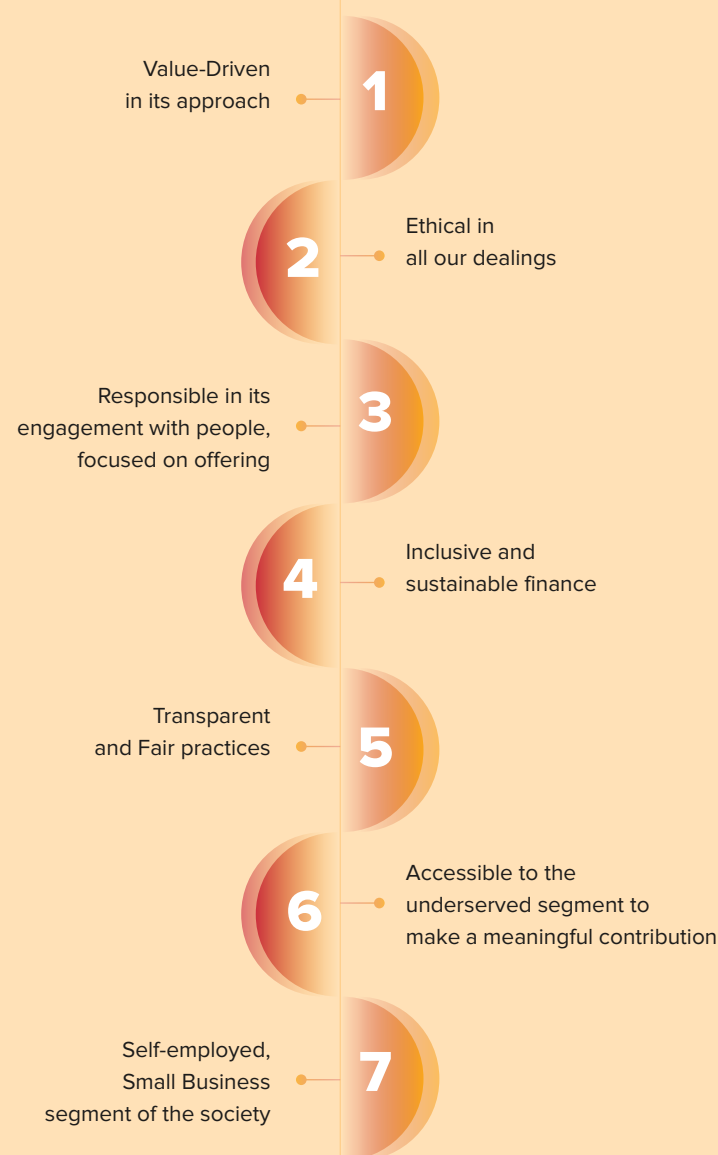 Value-Driven
in its approach
1
2
Ethical in
all our dealings
Responsible in its
engagement with people,
focused on offering
3
4
Inclusive and
sustainable finance
Transparent
and Fair practices
5
6
Accessible to the
underserved segment to
make a meaningful contribution
Self-employed,
Small Business
segment of the society
7